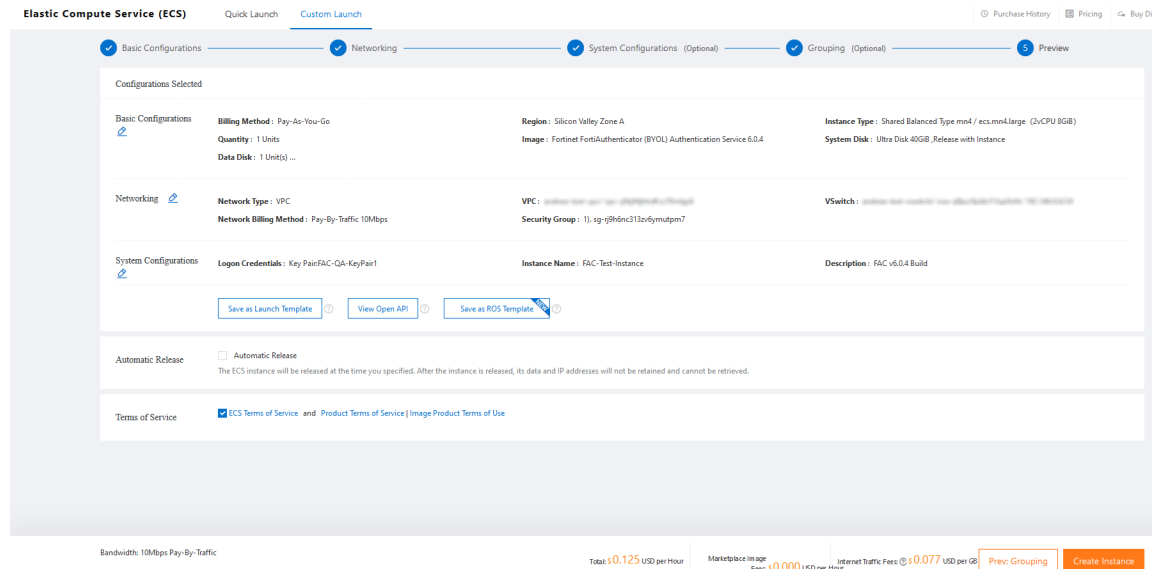 Elastic Compute Service (ECS) Quick Launch Custom Launch Purchase History Pricing Buy Di
Basic Configurations Networking System Configurations (Optional) Grouping (Optional) 5 Preview
Configurations Selected
Basic Configurations
Billing Method : Pay-As-You-Go Region : Silicon Valley Zone A Instance Type : Shared Balanced Type mn4 / ecs.mn4.large (2vCPU 8GiB)
Quantity : 1 Units Image : Fortinet FortiAuthenticator (BYOL) Authentication Service 6.0.4 System Disk : Ultra Disk 40GiB ,Release with Instance
Data Disk : 1 Unit(s) ...
Networking
Network Type : VPC VPC : VSwitch :
Network Billing Method : Pay-By-Traffic 10Mbps Security Group : 1). sg-rj9h6nc313zv6ymutpm7
System Configurations
Logon Credentials : Key Pair:FAC-QA-KeyPair1 Instance Name : FAC-Test-Instance Description : FAC v6.0.4 Build
Save as Launch Template View Open API Save as ROS Template NEW
Automatic Release Automatic Release
The ECS instance will be released at the time you specified. After the instance is released, its data and IP addresses will not be retained and cannot be retrieved.
Terms of Service ECS Terms of Service and Product Terms of Service | Image Product Terms of Use
Bandwidth: 10Mbps Pay-By-Traffic
Total: $ 0.125 USD per Hour
Marketplace Image
Fees: $ 0.000 USD per Hour
Internet Traffic Fees: $ 0.077 USD per GB
Prev: Grouping Create Instance